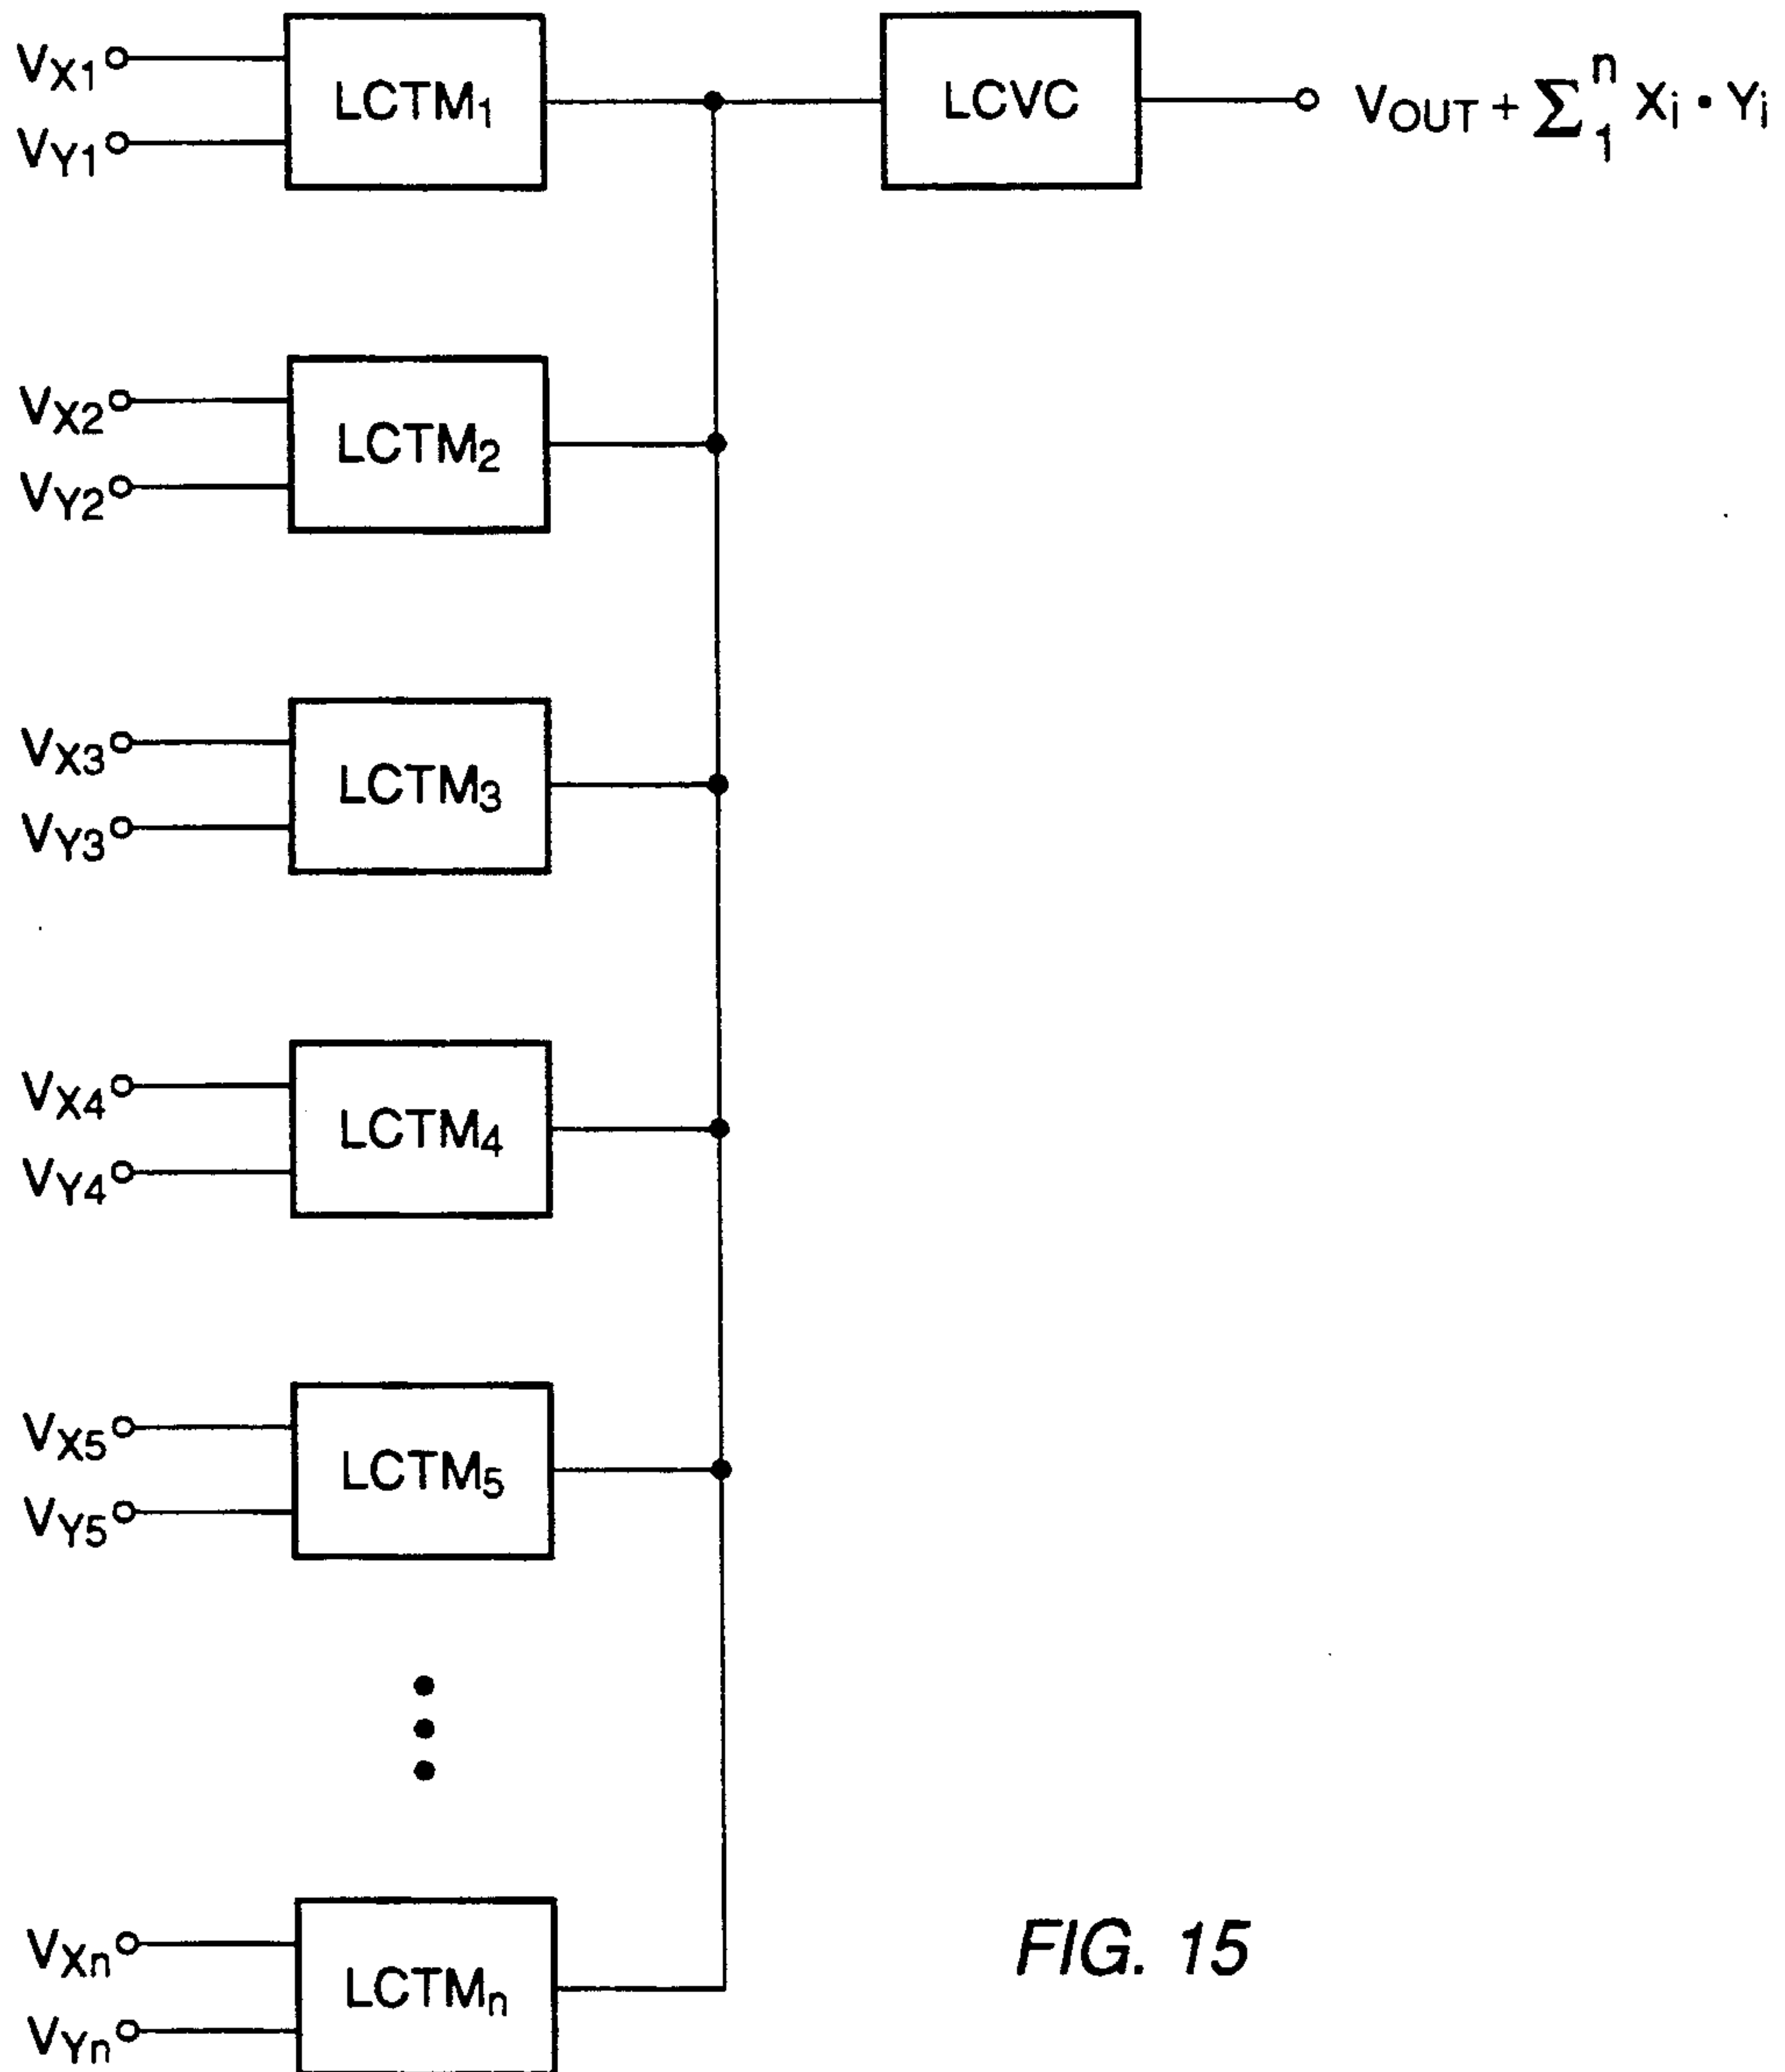 VX1 LCTM1 LCVC VOUT + Σ1n Xi • Yi
VY1
VX2 LCTM2
VY2
VX3 LCTM3
VY3
VX4 LCTM4
VY4
VX5 LCTM5
VY5
VXn LCTMn
VYn
FIG. 15